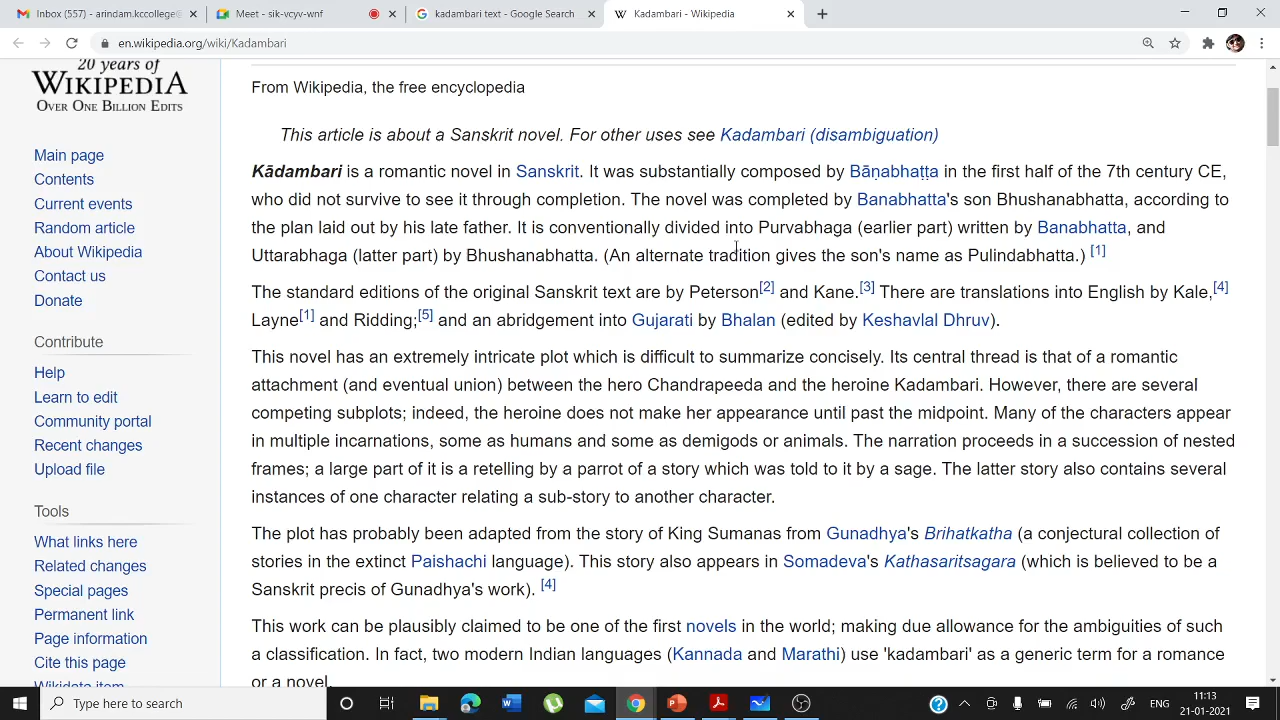 Inbox (557) - arindam.kccollege@
Meet - sik-vcyv-wnf
kadambari text - Google Search
Kadambari - Wikipedia
en.wikipedia.org/wiki/Kadambari
20 years of
WIKIPEDIA
OVER ONE BILLION EDITS
Main page
Contents
Current events
Random article
About Wikipedia
Contact us
Donate
Contribute
Help
Learn to edit
Community portal
Recent changes
Upload file
Tools
What links here
Related changes
Special pages
Permanent link
Page information
Cite this page
Wikidata item
From Wikipedia, the free encyclopedia
This article is about a Sanskrit novel. For other uses see Kadambari (disambiguation)
Kādambari is a romantic novel in Sanskrit. It was substantially composed by Bāṇabhaṭṭa in the first half of the 7th century CE,
who did not survive to see it through completion. The novel was completed by Banabhatta's son Bhushanabhatta, according to
the plan laid out by his late father. It is conventionally divided into Purvabhaga (earlier part) written by Banabhatta, and
Uttarabhaga (latter part) by Bhushanabhatta. (An alternate tradition gives the son's name as Pulindabhatta.) [1]
The standard editions of the original Sanskrit text are by Peterson[2] and Kane.[3] There are translations into English by Kale,[4]
Layne[1] and Ridding;[5] and an abridgement into Gujarati by Bhalan (edited by Keshavlal Dhruv).
This novel has an extremely intricate plot which is difficult to summarize concisely. Its central thread is that of a romantic
attachment (and eventual union) between the hero Chandrapeeda and the heroine Kadambari. However, there are several
competing subplots; indeed, the heroine does not make her appearance until past the midpoint. Many of the characters appear
in multiple incarnations, some as humans and some as demigods or animals. The narration proceeds in a succession of nested
frames; a large part of it is a retelling by a parrot of a story which was told to it by a sage. The latter story also contains several
instances of one character relating a sub-story to another character.
The plot has probably been adapted from the story of King Sumanas from Gunadhya's Brihatkatha (a conjectural collection of
stories in the extinct Paishachi language). This story also appears in Somadeva's Kathasaritsagara (which is believed to be a
Sanskrit precis of Gunadhya's work). [4]
This work can be plausibly claimed to be one of the first novels in the world; making due allowance for the ambiguities of such
a classification. In fact, two modern Indian languages (Kannada and Marathi) use 'kadambari' as a generic term for a romance
or a novel.
Type here to search
ENG
11:13
21-01-2021